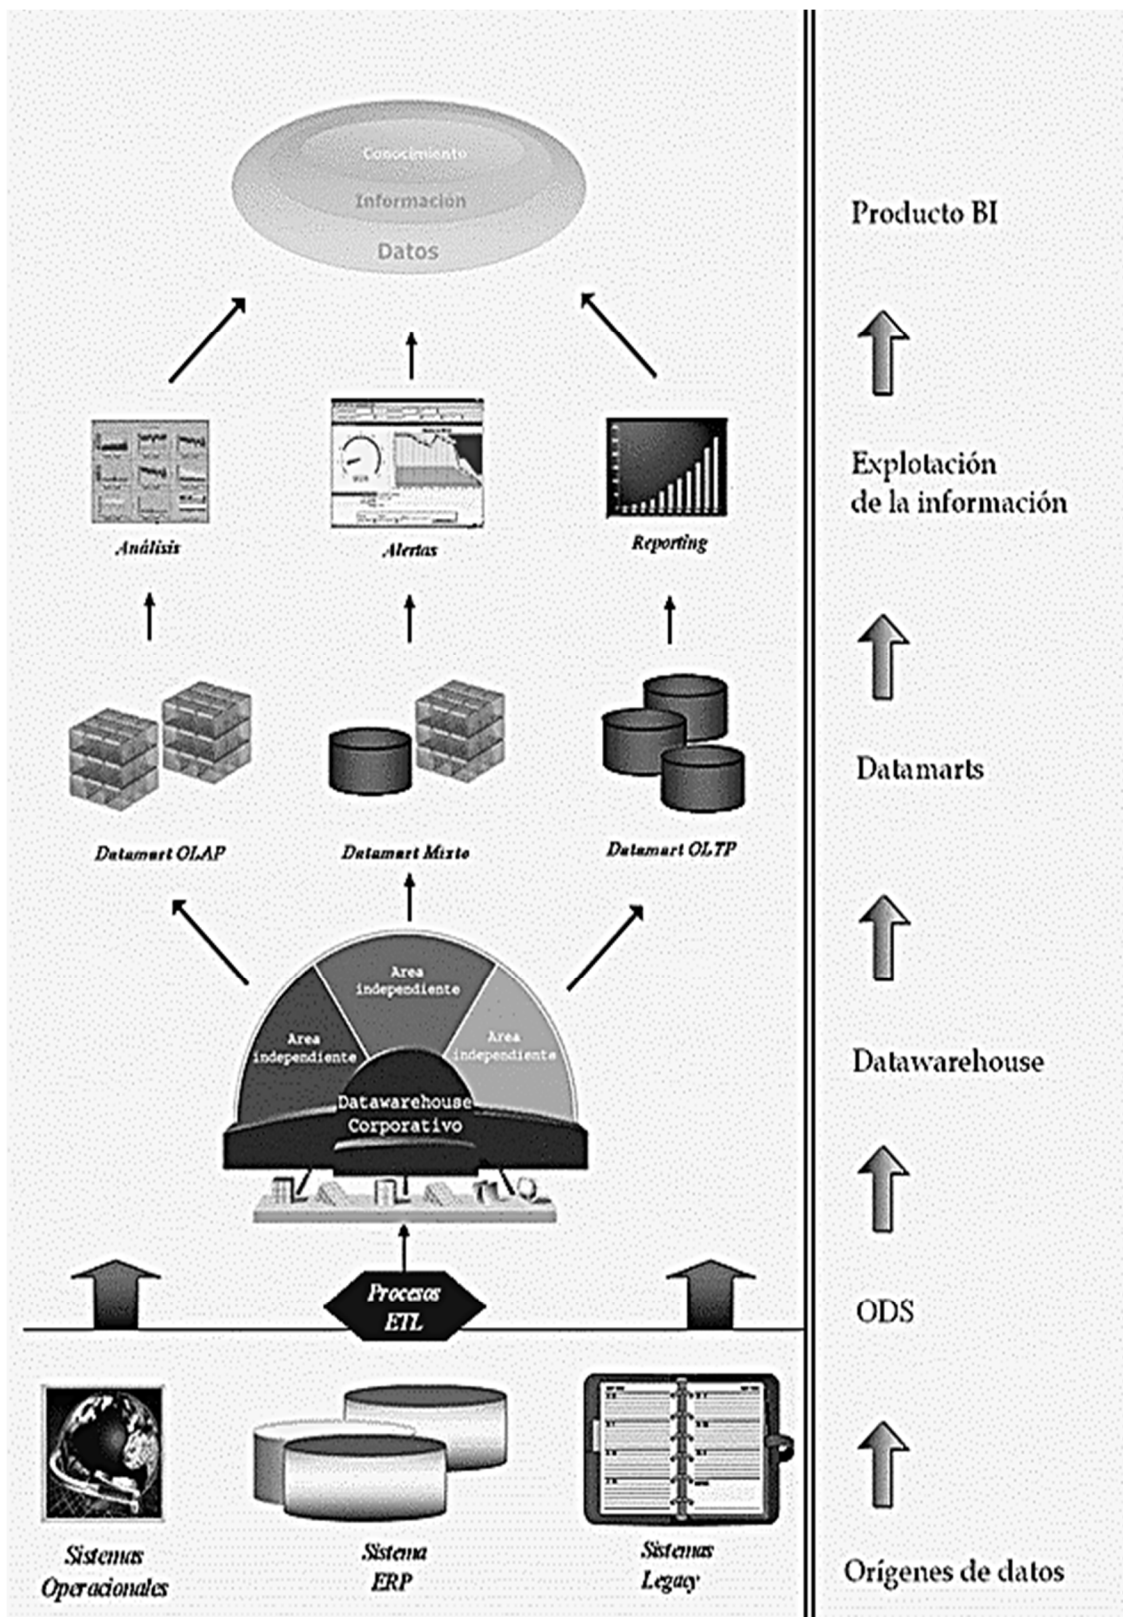 Conocimiento
Información
Datos
Producto BI
Análisis
Alertas
Reporting
Explotación
de la información
Datamart OLAP
Datamart Mixto
Datamart OLTP
Datamarts
Area
independiente
Area
independiente
Area
independiente
Datawarehouse
Corporativo
Datawarehouse
Procesos
ETL
ODS
Sistemas
Operacionales
Sistema
ERP
Sistemas
Legacy
Orígenes de datos